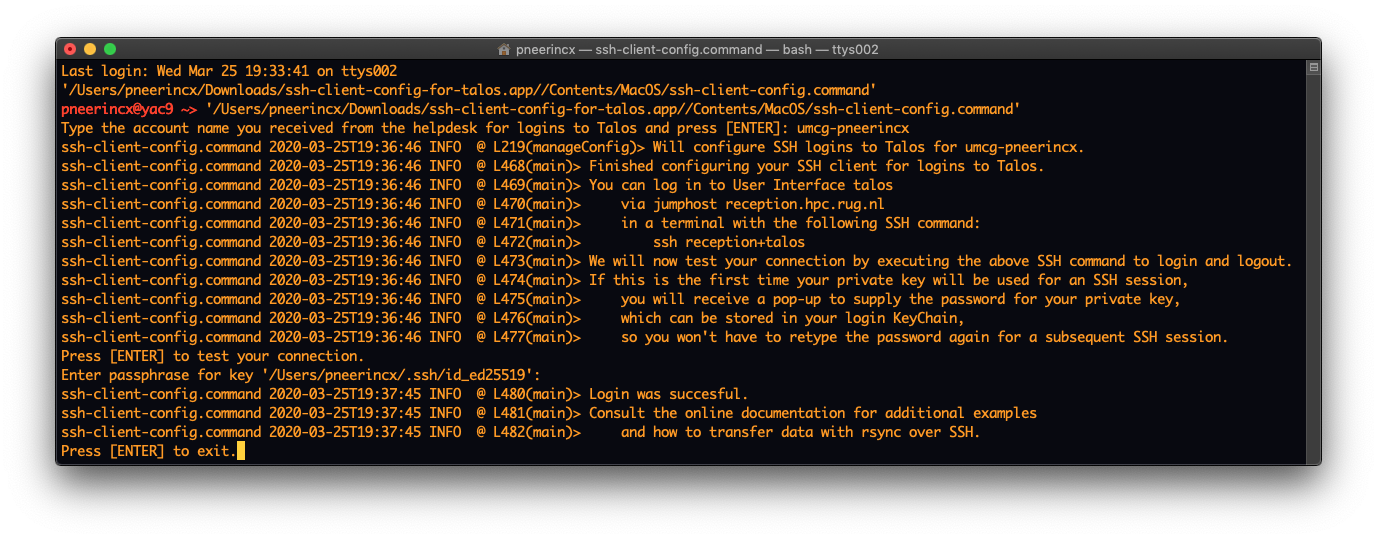 pneerincx — ssh-client-config.command — bash — ttys002
Last login: Wed Mar 25 19:33:41 on ttys002
'/Users/pneerincx/Downloads/ssh-client-config-for-talos.app//Contents/MacOS/ssh-client-config.command'
pneerincx@yac9 ~> '/Users/pneerincx/Downloads/ssh-client-config-for-talos.app//Contents/MacOS/ssh-client-config.command'
Type the account name you received from the helpdesk for logins to Talos and press [ENTER]: umcg-pneerincx
ssh-client-config.command 2020-03-25T19:36:46 INFO  @ L219(manageConfig)> Will configure SSH logins to Talos for umcg-pneerincx.
ssh-client-config.command 2020-03-25T19:36:46 INFO  @ L468(main)> Finished configuring your SSH client for logins to Talos.
ssh-client-config.command 2020-03-25T19:36:46 INFO  @ L469(main)> You can log in to User Interface talos
ssh-client-config.command 2020-03-25T19:36:46 INFO  @ L470(main)>     via jumphost reception.hpc.rug.nl
ssh-client-config.command 2020-03-25T19:36:46 INFO  @ L471(main)>     in a terminal with the following SSH command:
ssh-client-config.command 2020-03-25T19:36:46 INFO  @ L472(main)>         ssh reception+talos
ssh-client-config.command 2020-03-25T19:36:46 INFO  @ L473(main)> We will now test your connection by executing the above SSH command to login and logout.
ssh-client-config.command 2020-03-25T19:36:46 INFO  @ L474(main)> If this is the first time your private key will be used for an SSH session,
ssh-client-config.command 2020-03-25T19:36:46 INFO  @ L475(main)>     you will receive a pop-up to supply the password for your private key,
ssh-client-config.command 2020-03-25T19:36:46 INFO  @ L476(main)>     which can be stored in your login KeyChain,
ssh-client-config.command 2020-03-25T19:36:46 INFO  @ L477(main)>     so you won't have to retype the password again for a subsequent SSH session.
Press [ENTER] to test your connection.
Enter passphrase for key '/Users/pneerincx/.ssh/id_ed25519':
ssh-client-config.command 2020-03-25T19:37:45 INFO  @ L480(main)> Login was succesful.
ssh-client-config.command 2020-03-25T19:37:45 INFO  @ L481(main)> Consult the online documentation for additional examples
ssh-client-config.command 2020-03-25T19:37:45 INFO  @ L482(main)>     and how to transfer data with rsync over SSH.
Press [ENTER] to exit.